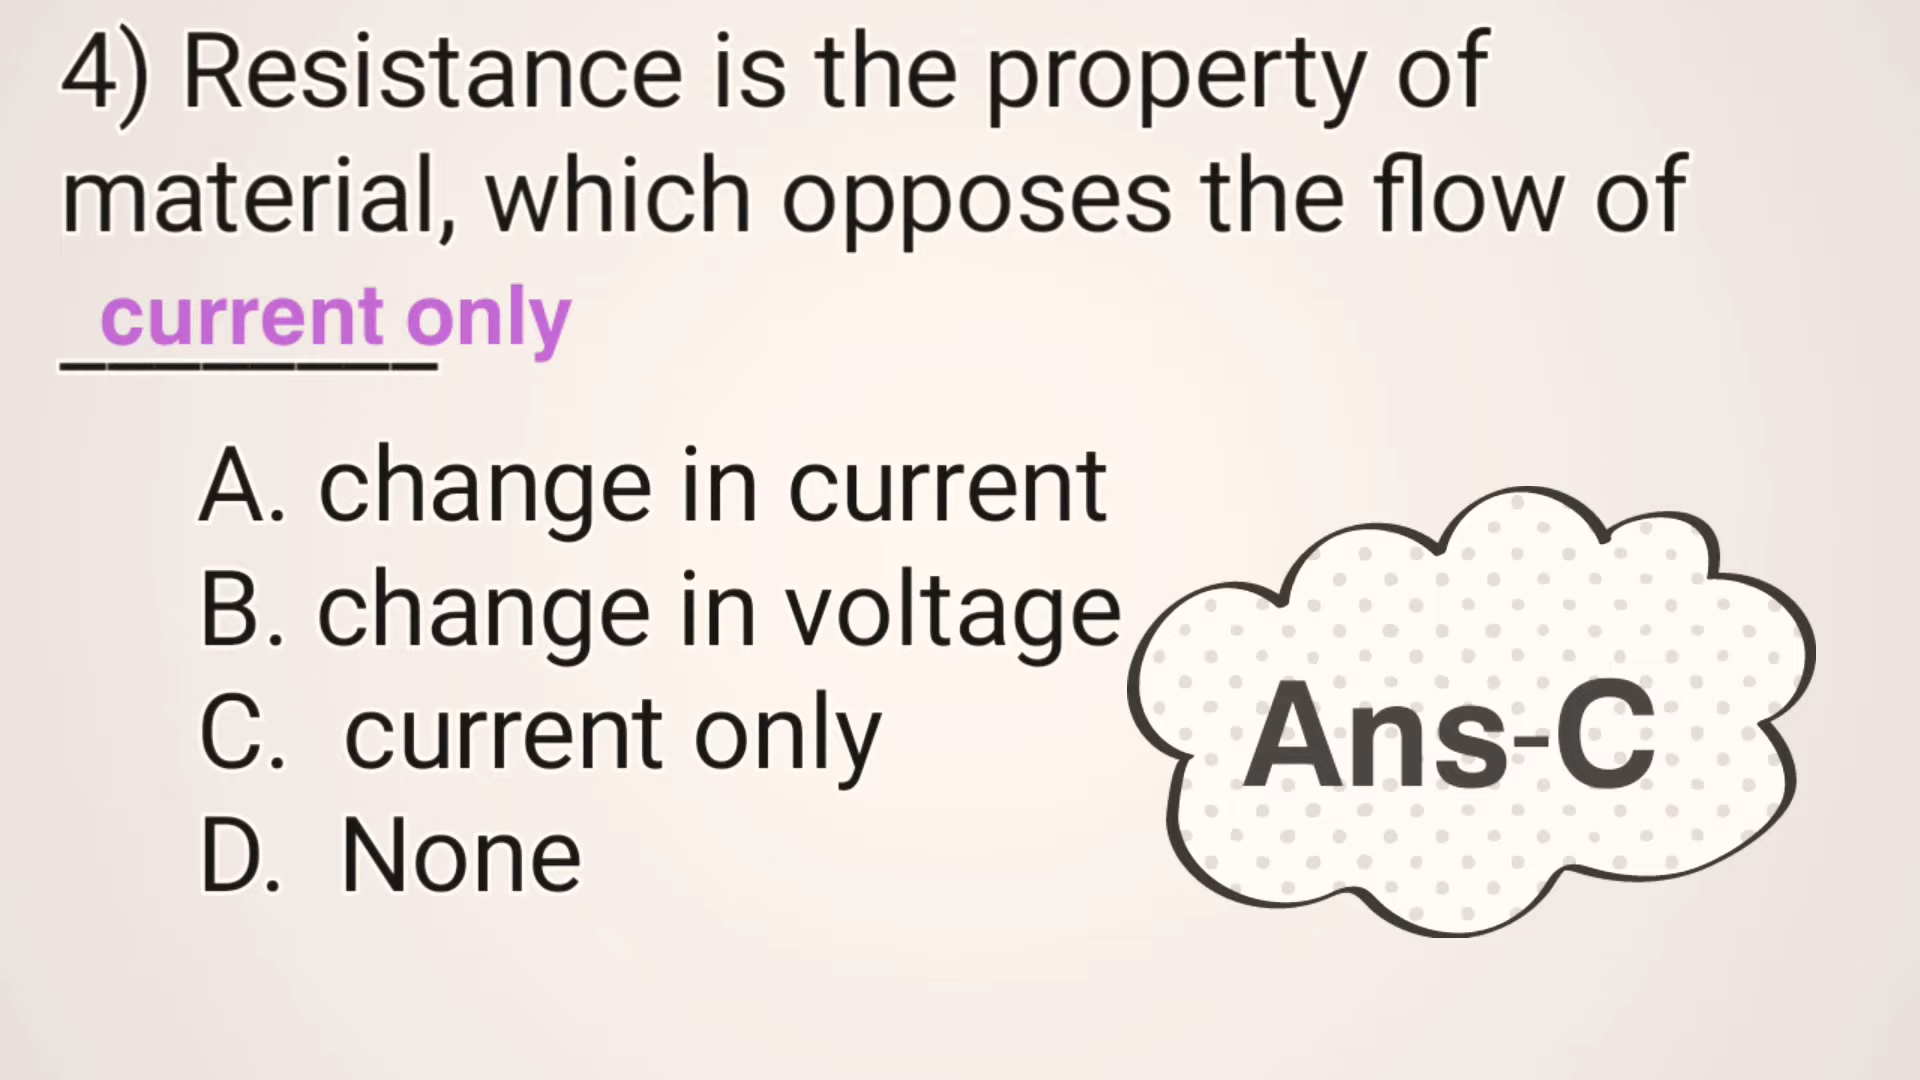 4) Resistance is the property of
material, which opposes the flow of
current only
________
A. change in current
B. change in voltage
C. current only
D. None
Ans-C